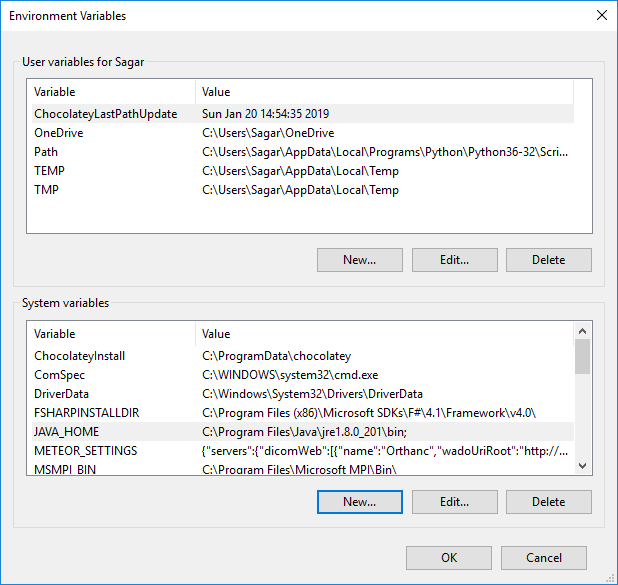 Environment Variables
User variables for Sagar
Variable Value
ChocolateyLastPathUpdate Sun Jan 20 14:54:35 2019
OneDrive C:\Users\Sagar\OneDrive
Path C:\Users\Sagar\AppData\Local\Programs\Python\Python36-32\Scri...
TEMP C:\Users\Sagar\AppData\Local\Temp
TMP C:\Users\Sagar\AppData\Local\Temp
New... Edit... Delete
System variables
Variable Value
ChocolateyInstall C:\ProgramData\chocolatey
ComSpec C:\WINDOWS\system32\cmd.exe
DriverData C:\Windows\System32\Drivers\DriverData
FSHARPINSTALLDIR C:\Program Files (x86)\Microsoft SDKs\F#\4.1\Framework\v4.0\
JAVA_HOME C:\Program Files\Java\jre1.8.0_201\bin;
METEOR_SETTINGS {"servers":{"dicomWeb":[{"name":"Orthanc","wadoUriRoot":"http://...
MSMPI_BIN C:\Program Files\Microsoft MPI\Bin\
New... Edit... Delete
OK Cancel